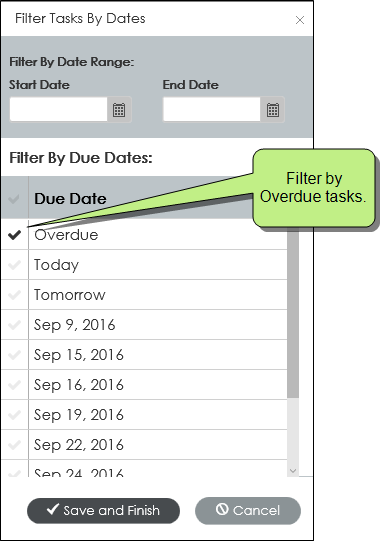 Filter Tasks By Dates
Filter By Date Range:
Start Date End Date
Filter By Due Dates:
Filter by
Overdue tasks.
Due Date
Overdue
Today
Tomorrow
Sep 9, 2016
Sep 15, 2016
Sep 16, 2016
Sep 19, 2016
Sep 22, 2016
Sep 24, 2016
Save and Finish Cancel